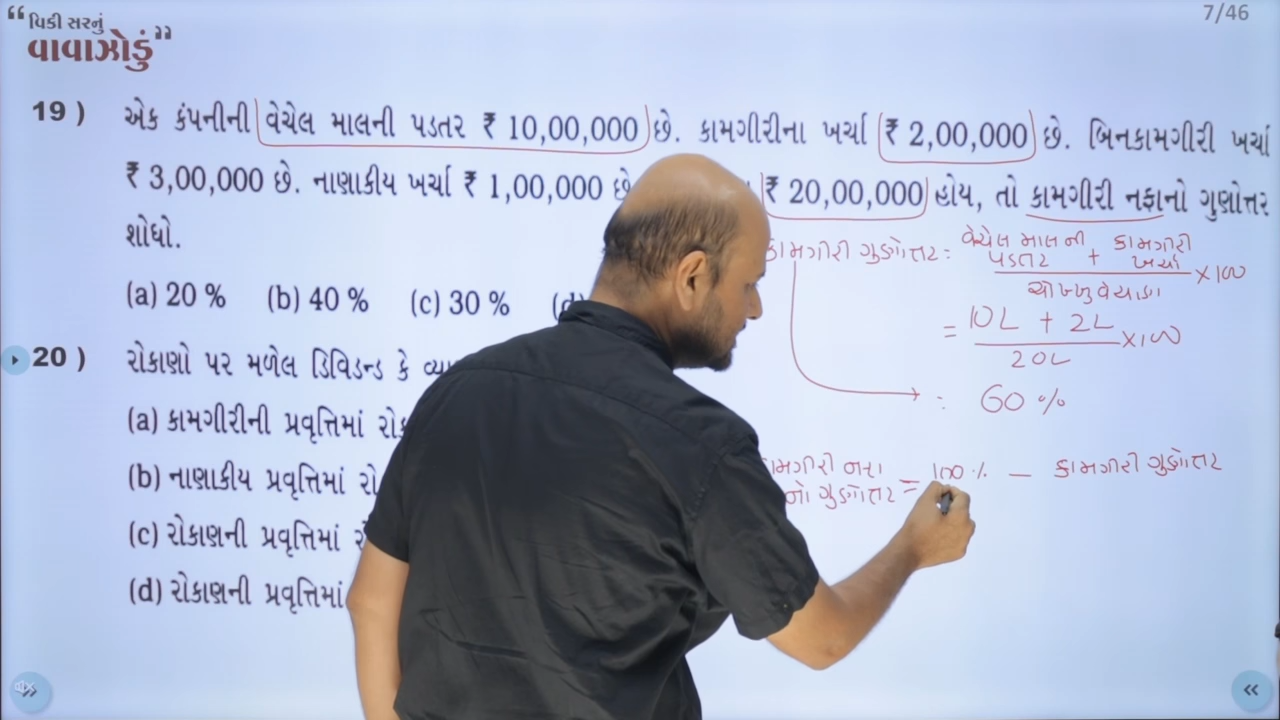 “વિકી સરનું
વાવાઝોડું”
7/46
19 ) એક કંપનીની વેચેલ માલની પડતર ₹ 10,00,000 છે. કામગીરીના ખર્ચા ₹ 2,00,000 છે. બિનકામગીરી ખર્ચા
₹ 3,00,000 છે. નાણાકીય ખર્ચા ₹ 1,00,000 ₹ 20,00,000 હોય, તો કામગીરી નફાનો ગુણોત્તર
શોધો.
(a) 20 % (b) 40 % (c) 30 %
કામગીરી ગુણોત્તર = વેચેલ માલની પડતર + કામગીરી ખર્ચા
ચોખ્ખુ વેચાણ
× 100
= 10L + 2L
20L
× 100
= 60 %
20 ) રોકાણો પર મળેલ ડિવિડન્ડ કે
(a) કામગીરીની પ્રવૃત્તિમાં
(b) નાણાકીય પ્રવૃત્તિમાં
(c) રોકાણની પ્રવૃત્તિમાં
(d) રોકાણની પ્રવૃત્તિમાં
કામગીરી નફા
નો ગુણોત્તર = 100 % – કામગીરી ગુણોત્તર